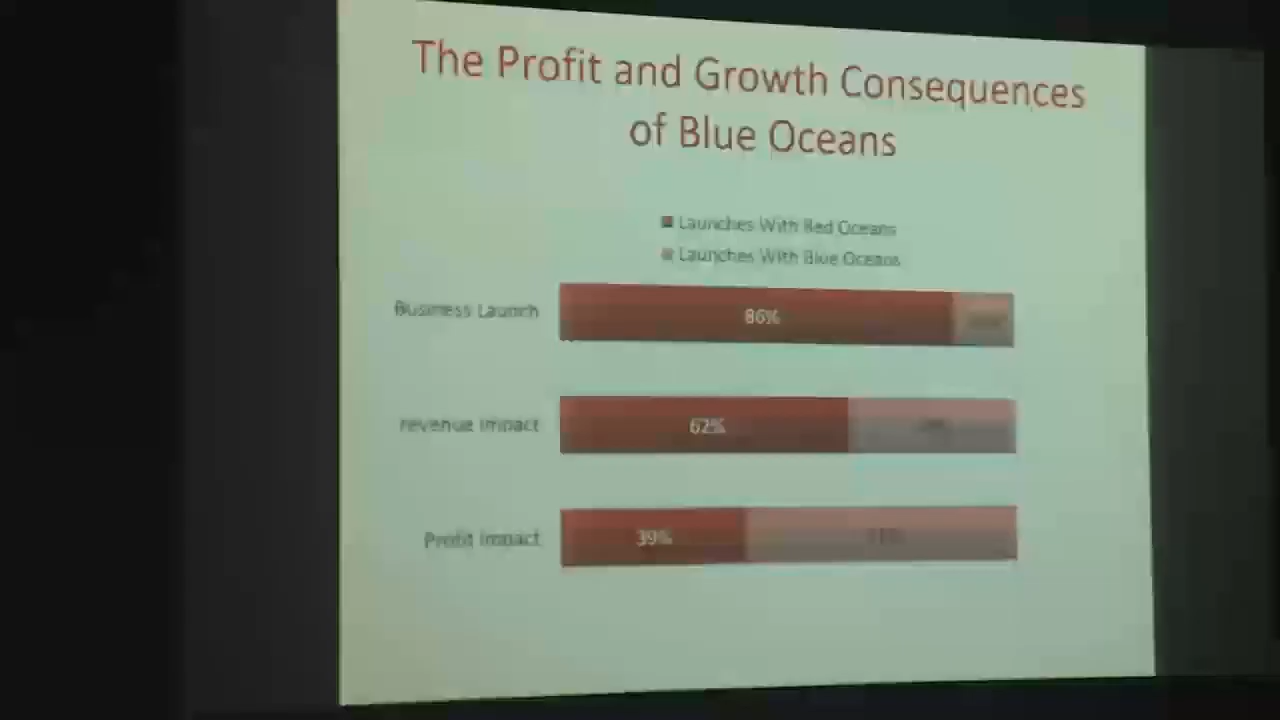 The Profit and Growth Consequences
of Blue Oceans
Launches With Red Oceans
Launches With Blue Oceans
Business Launch
86%
revenue impact
62%
Profit Impact
39%